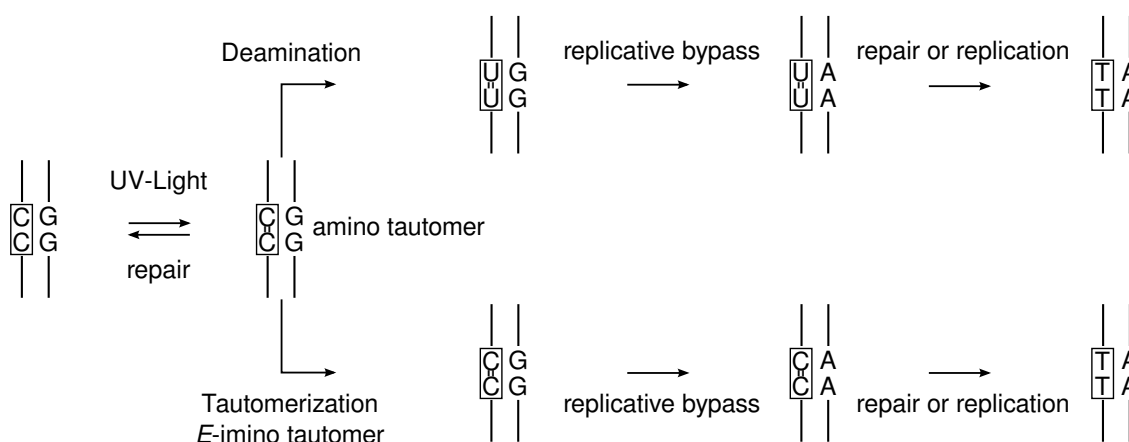 Deamination
U G
U G
replicative bypass
U A
U A
repair or replication
T A
T A
UV-Light
repair
C G
C G
C G
C G
amino tautomer
Tautomerization
E-imino tautomer
C G
C G
replicative bypass
C A
C A
repair or replication
T A
T A